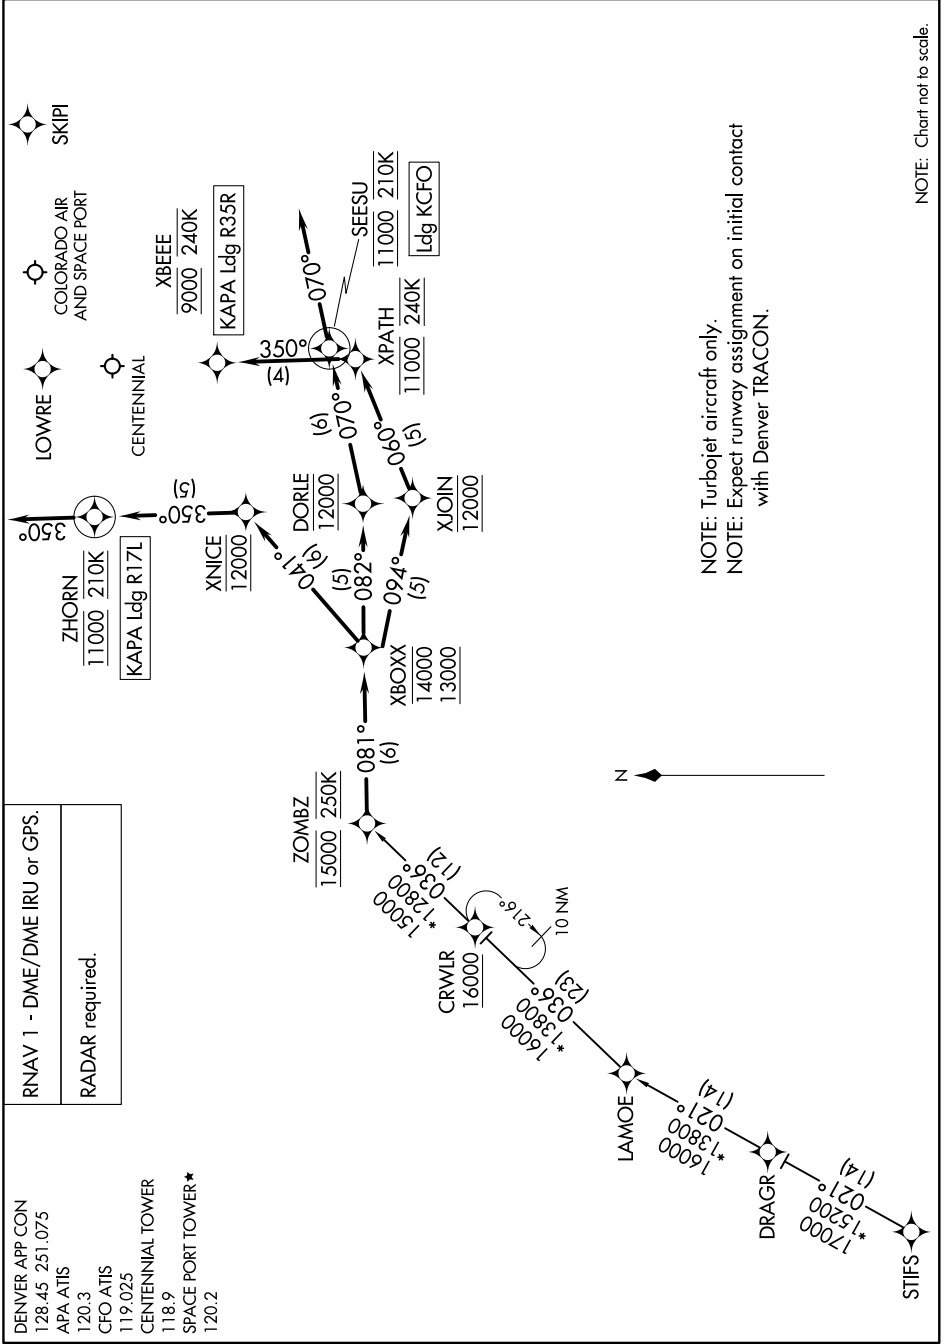 DENVER APP CON
128.45 251.075
APA ATIS
120.3
CFO ATIS
119.025
CENTENNIAL TOWER
118.9
SPACE PORT TOWER★
120.2
RNAV 1 - DME/DME IRU or GPS.
RADAR required.
ZHORN
11000 210K
KAPA Ldg R17L
350°
350°
(5)
XNICE
12000
LOWRE
CENTENNIAL
COLORADO AIR
AND SPACE PORT
SKIPI
XBEEE
9000 240K
KAPA Ldg R35R
350°
(4)
070°
SEESU
11000 210K
Ldg KCFO
XPATH
11000 240K
DORLE
12000
(6)
070°
060°
(5)
XJOIN
12000
041°
(6)
(5)
082°
094°
(5)
XBOXX
14000
13000
081°
(6)
ZOMBZ
15000 250K
15000
*12800
036°
(12)
CRWLR
16000
216°
10 NM
16000
*13800
036°
(23)
LAMOE
16000
*13800
021°
(14)
DRAGR
17000
*15200
021°
(14)
STIFS
N
NOTE: Turbojet aircraft only.
NOTE: Expect runway assignment on initial contact
with Denver TRACON.
NOTE: Chart not to scale.